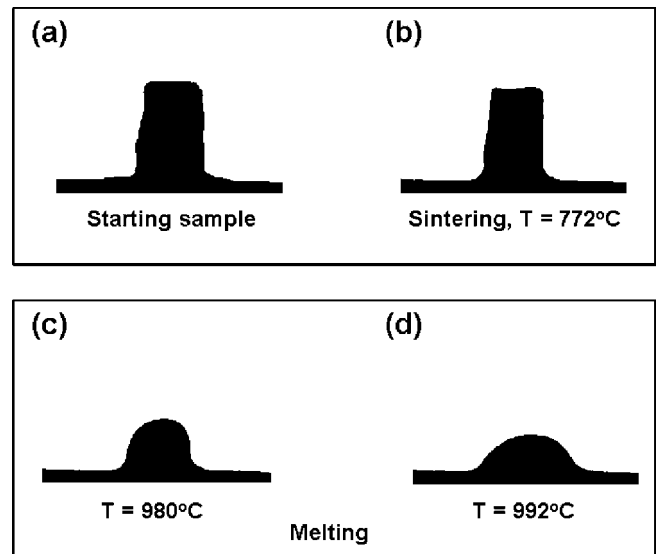 (a)
(b)
Starting sample
Sintering, T = 772°C
(c)
(d)
T = 980°C
T = 992°C
Melting